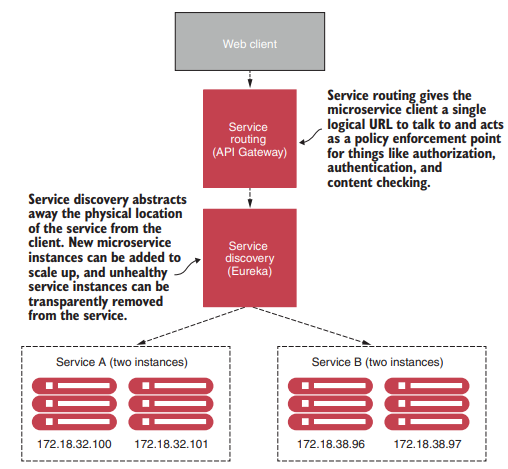 Web client
Service
routing
(API Gateway)
Service routing gives the
microservice client a single
logical URL to talk to and acts
as a policy enforcement point
for things like authorization,
authentication, and
content checking.
Service discovery abstracts
away the physical location
of the service from the
client. New microservice
instances can be added to
scale up, and unhealthy
service instances can be
transparently removed
from the service.
Service
discovery
(Eureka)
Service A (two instances)
172.18.32.100
172.18.32.101
Service B (two instances)
172.18.38.96
172.18.38.97